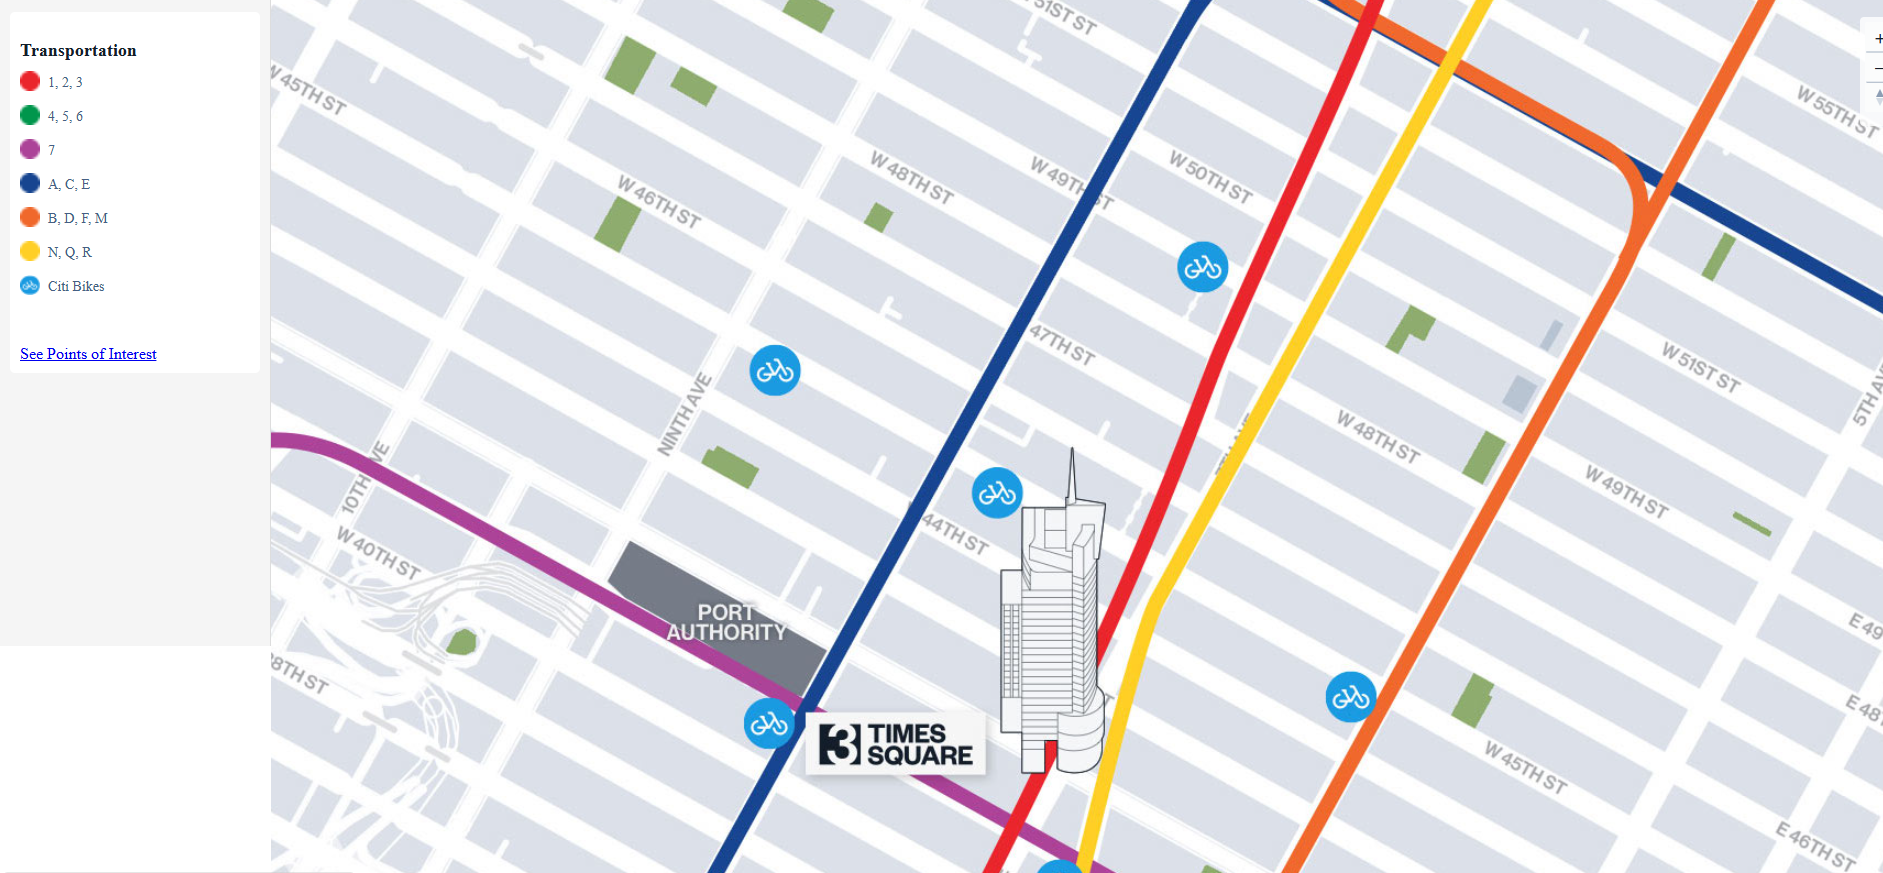 Transportation
1, 2, 3
4, 5, 6
7
A, C, E
B, D, F, M
N, Q, R
Citi Bikes
See Points of Interest
51ST ST
W 45TH ST
W 55TH ST
W 48TH ST
W 49TH ST
W 50TH ST
W 46TH ST
47TH ST
W 51ST ST
5TH AVE
NINTH AVE
W 48TH ST
10TH AVE
W 49TH ST
44TH ST
W 40TH ST
PORT
AUTHORITY
E 49
8TH ST
E 48T
3 TIMES
SQUARE
W 45TH ST
E 46TH ST
+
−